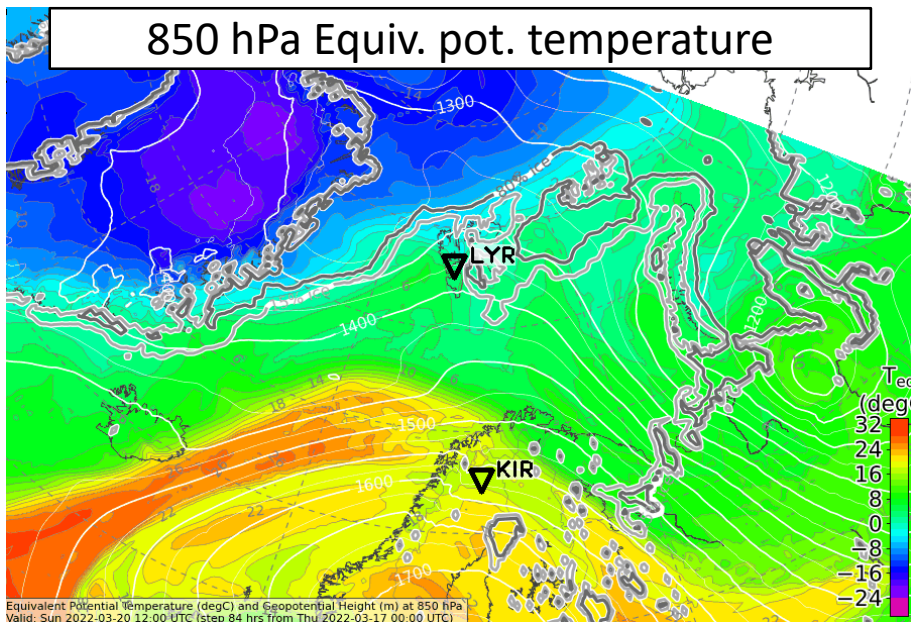 850 hPa Equiv. pot. temperature
1300
80% ice
LYR
1200
1400
1500
KIR
1600
1700
T
(deg
32
24
16
8
0
−8
−16
−24
Equivalent Potential Temperature (degC) and Geopotential Height (m) at 850 hPa
Valid: Sun 2022-03-20 12:00 UTC (step 84 hrs from Thu 2022-03-17 00:00 UTC)